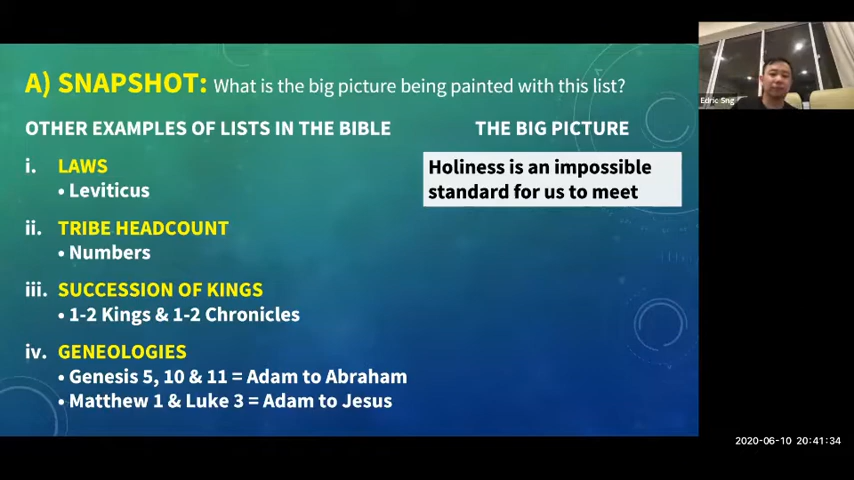 A) SNAPSHOT: What is the big picture being painted with this list?
OTHER EXAMPLES OF LISTS IN THE BIBLE
THE BIG PICTURE
i. LAWS
• Leviticus
Holiness is an impossible
standard for us to meet
ii. TRIBE HEADCOUNT
• Numbers
iii. SUCCESSION OF KINGS
• 1-2 Kings & 1-2 Chronicles
iv. GENEOLOGIES
• Genesis 5, 10 & 11 = Adam to Abraham
• Matthew 1 & Luke 3 = Adam to Jesus
Edric Sng
2020-06-10 20:41:34